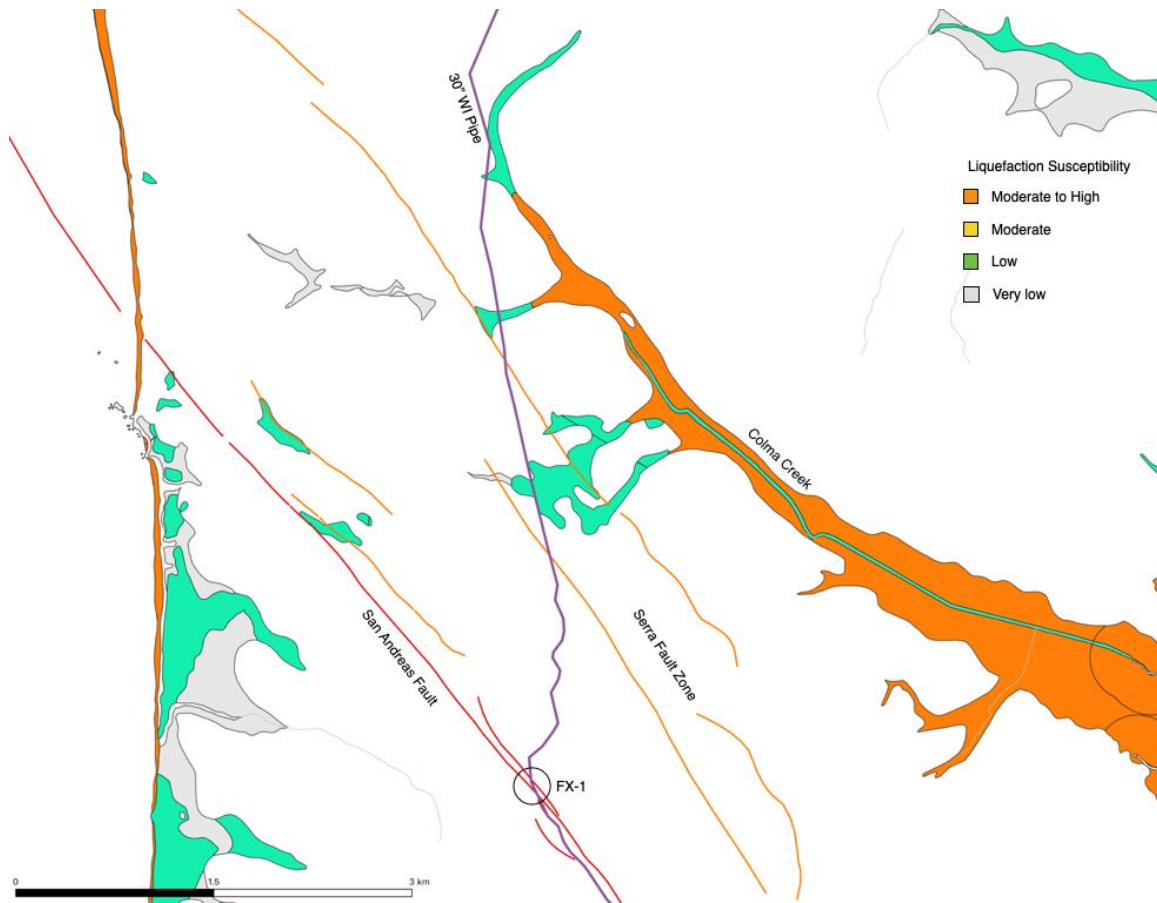 30" WI Pipe
Liquefaction Susceptibility
Moderate to High
Moderate
Low
Very low
Colma Creek
San Andreas Fault
Serra Fault Zone
FX-1
0
1.5
3 km